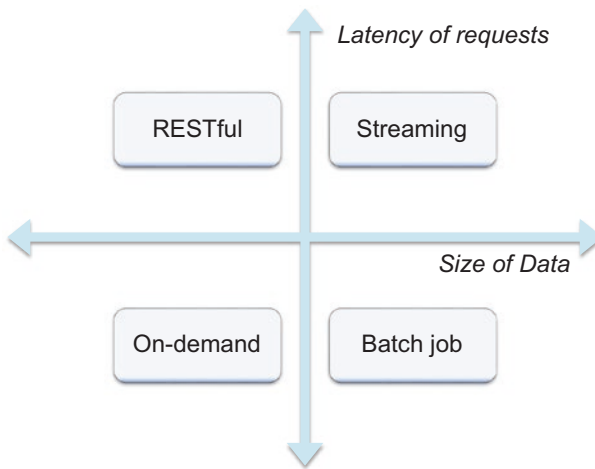 Latency of requests
RESTful
Streaming
Size of Data
On-demand
Batch job